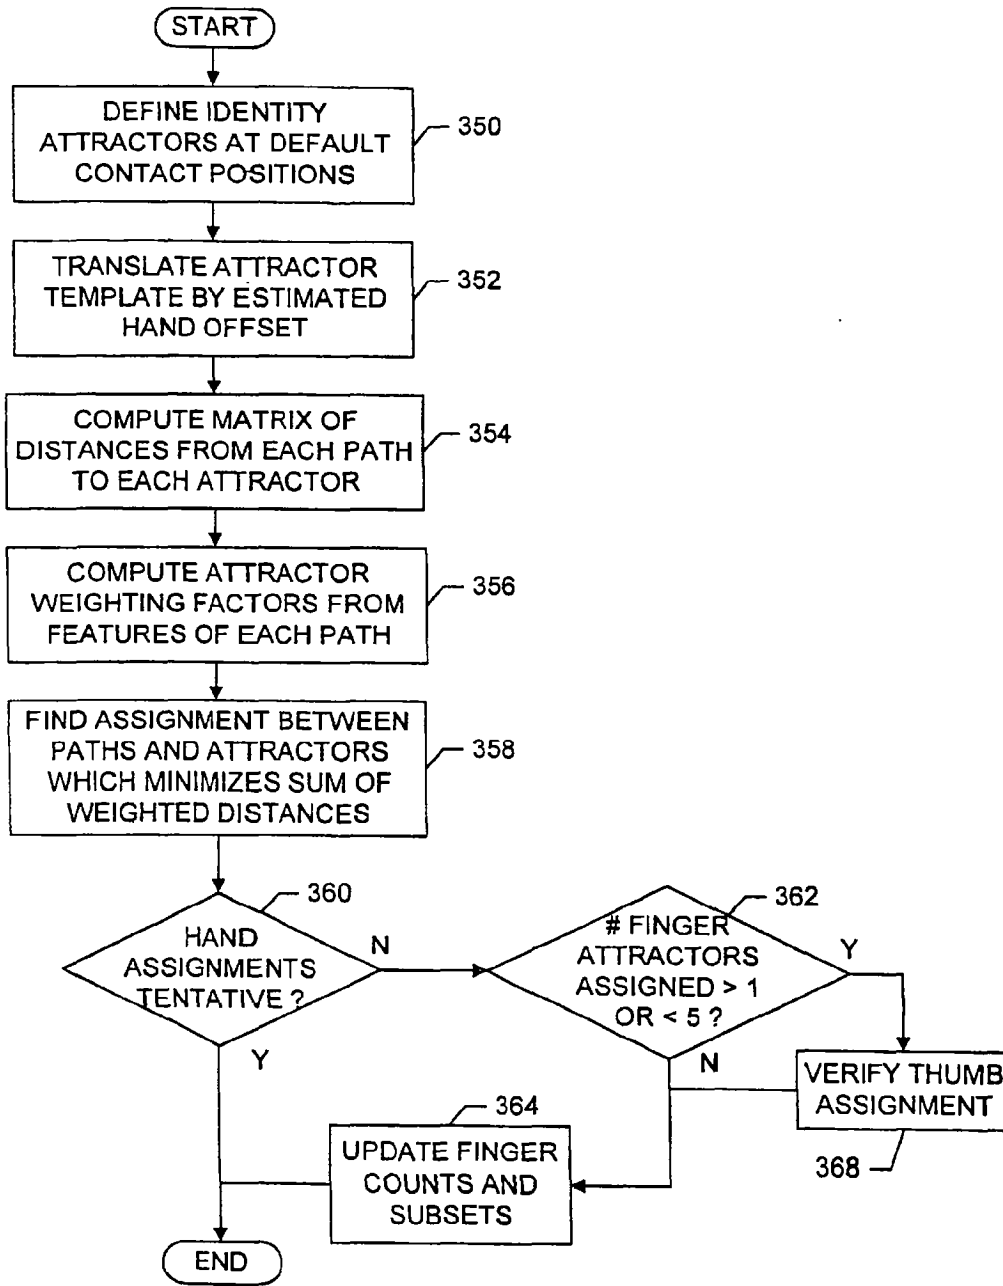 START
DEFINE IDENTITY
ATTRACTORS AT DEFAULT
CONTACT POSITIONS
350
TRANSLATE ATTRACTOR
TEMPLATE BY ESTIMATED
HAND OFFSET
352
COMPUTE MATRIX OF
DISTANCES FROM EACH PATH
TO EACH ATTRACTOR
354
COMPUTE ATTRACTOR
WEIGHTING FACTORS FROM
FEATURES OF EACH PATH
356
FIND ASSIGNMENT BETWEEN
PATHS AND ATTRACTORS
WHICH MINIMIZES SUM OF
WEIGHTED DISTANCES
358
360
HAND
ASSIGNMENTS
TENTATIVE ?
N
Y
362
# FINGER
ATTRACTORS
ASSIGNED > 1
OR < 5 ?
Y
N
VERIFY THUMB
ASSIGNMENT
368
364
UPDATE FINGER
COUNTS AND
SUBSETS
END